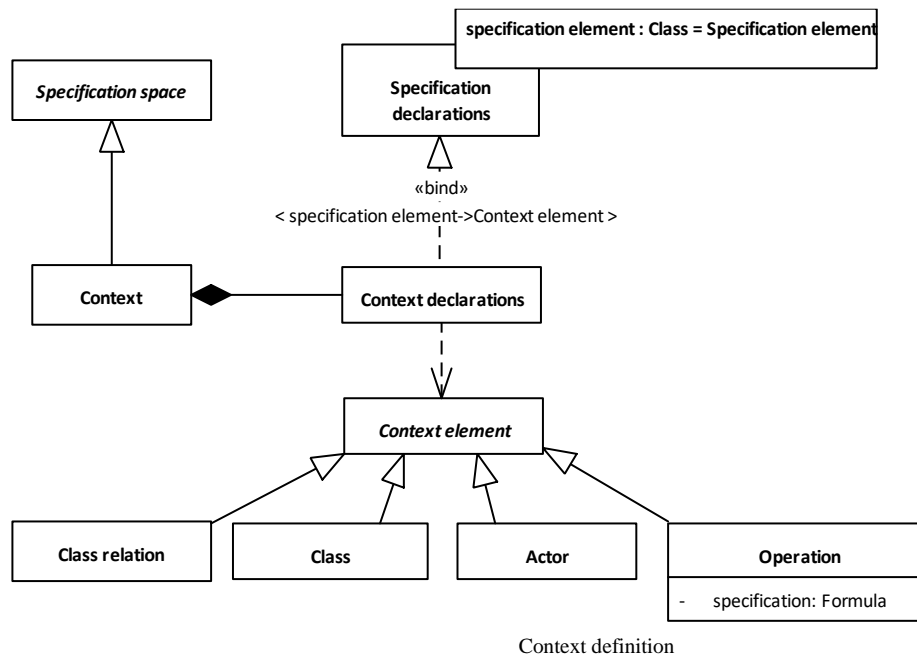 specification element : Class = Specification element
Specification space
Specification
declarations
«bind»
< specification element->Context element >
Context
Context declarations
Context element
Class relation
Class
Actor
Operation
- specification: Formula
Context definition